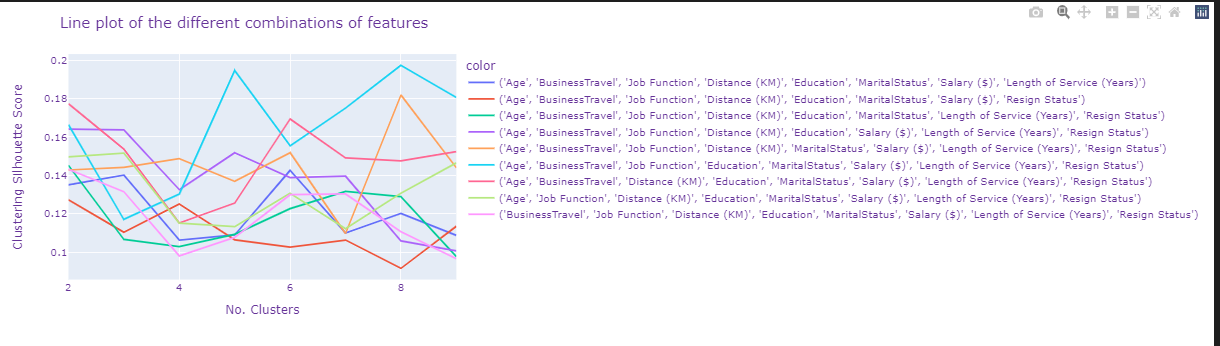 Line plot of the different combinations of features
Clustering SIlhouette Score
0.2
0.18
0.16
0.14
0.12
0.1
2
4
6
8
No. Clusters
color
('Age', 'BusinessTravel', 'Job Function', 'Distance (KM)', 'Education', 'MaritalStatus', 'Salary ($)', 'Length of Service (Years)')
('Age', 'BusinessTravel', 'Job Function', 'Distance (KM)', 'Education', 'MaritalStatus', 'Salary ($)', 'Resign Status')
('Age', 'BusinessTravel', 'Job Function', 'Distance (KM)', 'Education', 'MaritalStatus', 'Length of Service (Years)', 'Resign Status')
('Age', 'BusinessTravel', 'Job Function', 'Distance (KM)', 'Education', 'Salary ($)', 'Length of Service (Years)', 'Resign Status')
('Age', 'BusinessTravel', 'Job Function', 'Distance (KM)', 'MaritalStatus', 'Salary ($)', 'Length of Service (Years)', 'Resign Status')
('Age', 'BusinessTravel', 'Job Function', 'Education', 'MaritalStatus', 'Salary ($)', 'Length of Service (Years)', 'Resign Status')
('Age', 'BusinessTravel', 'Distance (KM)', 'Education', 'MaritalStatus', 'Salary ($)', 'Length of Service (Years)', 'Resign Status')
('Age', 'Job Function', 'Distance (KM)', 'Education', 'MaritalStatus', 'Salary ($)', 'Length of Service (Years)', 'Resign Status')
('BusinessTravel', 'Job Function', 'Distance (KM)', 'Education', 'MaritalStatus', 'Salary ($)', 'Length of Service (Years)', 'Resign Status')